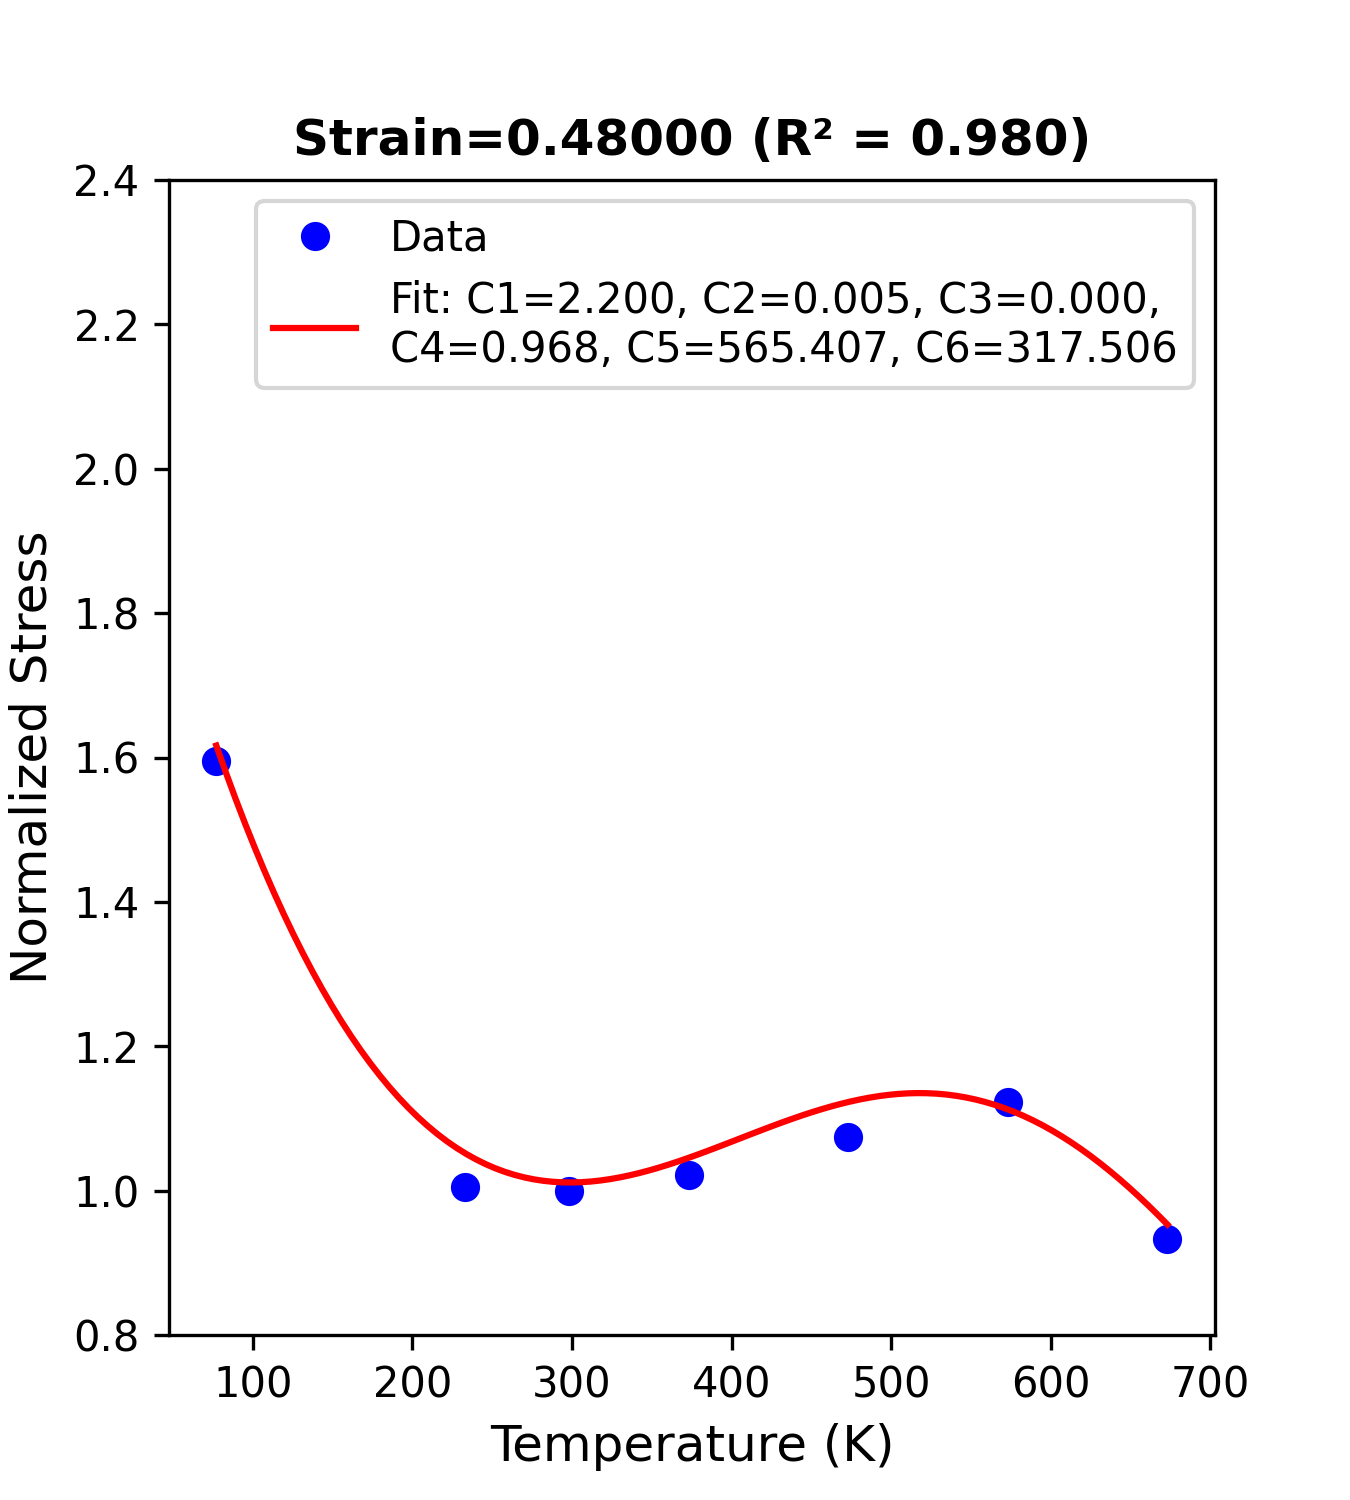 Strain=0.48000 (R² = 0.980)
Data
Fit: C1=2.200, C2=0.005, C3=0.000,
C4=0.968, C5=565.407, C6=317.506
2.4
2.2
2.0
1.8
1.6
1.4
1.2
1.0
0.8
Normalized Stress
100 200 300 400 500 600 700
Temperature (K)